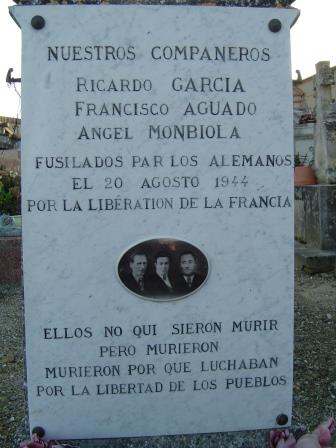 NUESTROS COMPANEROS
RICARDO GARCIA
FRANCISCO AGUADO
ANGEL MONBIOLA
FUSILADOS PAR LOS ALEMANOS
EL 20 AGOSTO 1944
POR LA LIBÉRATION DE LA FRANCIA
ELLOS NO QUI SIERON MURIR
PERO MURIERON
MURIERON POR QUE LUCHABAN
POR LA LIBERTAD DE LOS PUEBLOS